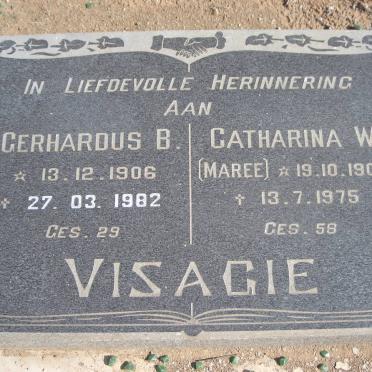 In Liefdevolle Herinnering
Aan
Gerhardus B.
☆ 13.12.1906
✝ 27.03.1982
Ges. 29
Catharina W
(Maree) ☆ 19.10.190
✝ 13.7.1975
Ges. 58
Visagie